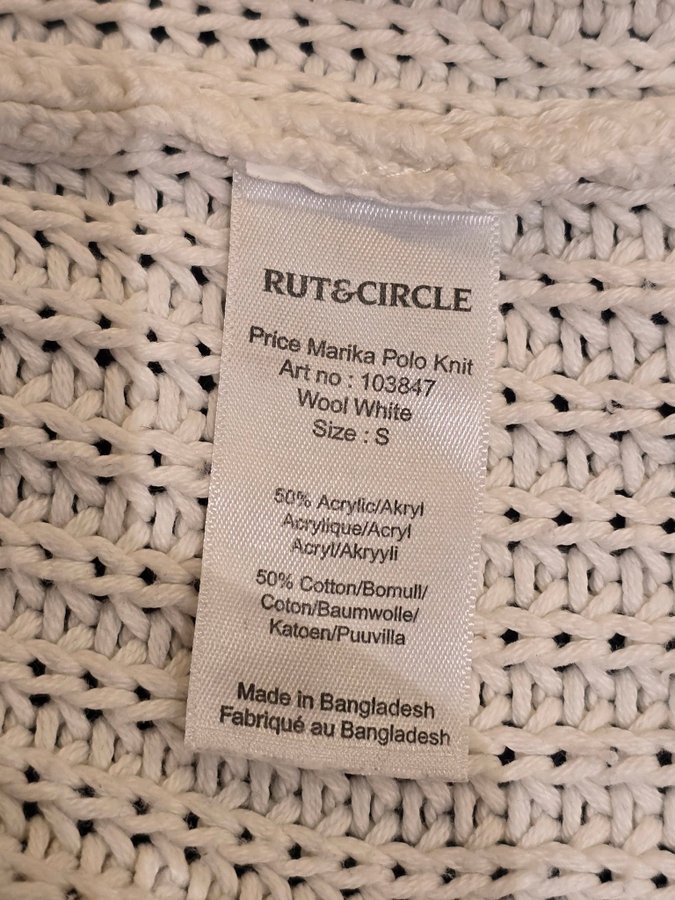 RUT&CIRCLE
Price Marika Polo Knit
Art no : 103847
Wool White
Size : S
50% Acrylic/Akryl
Acrylique/Acryl
Acryl/Akryyli
50% Cotton/Bomull/
Coton/Baumwolle/
Katoen/Puuvilla
Made in Bangladesh
Fabriqué au Bangladesh